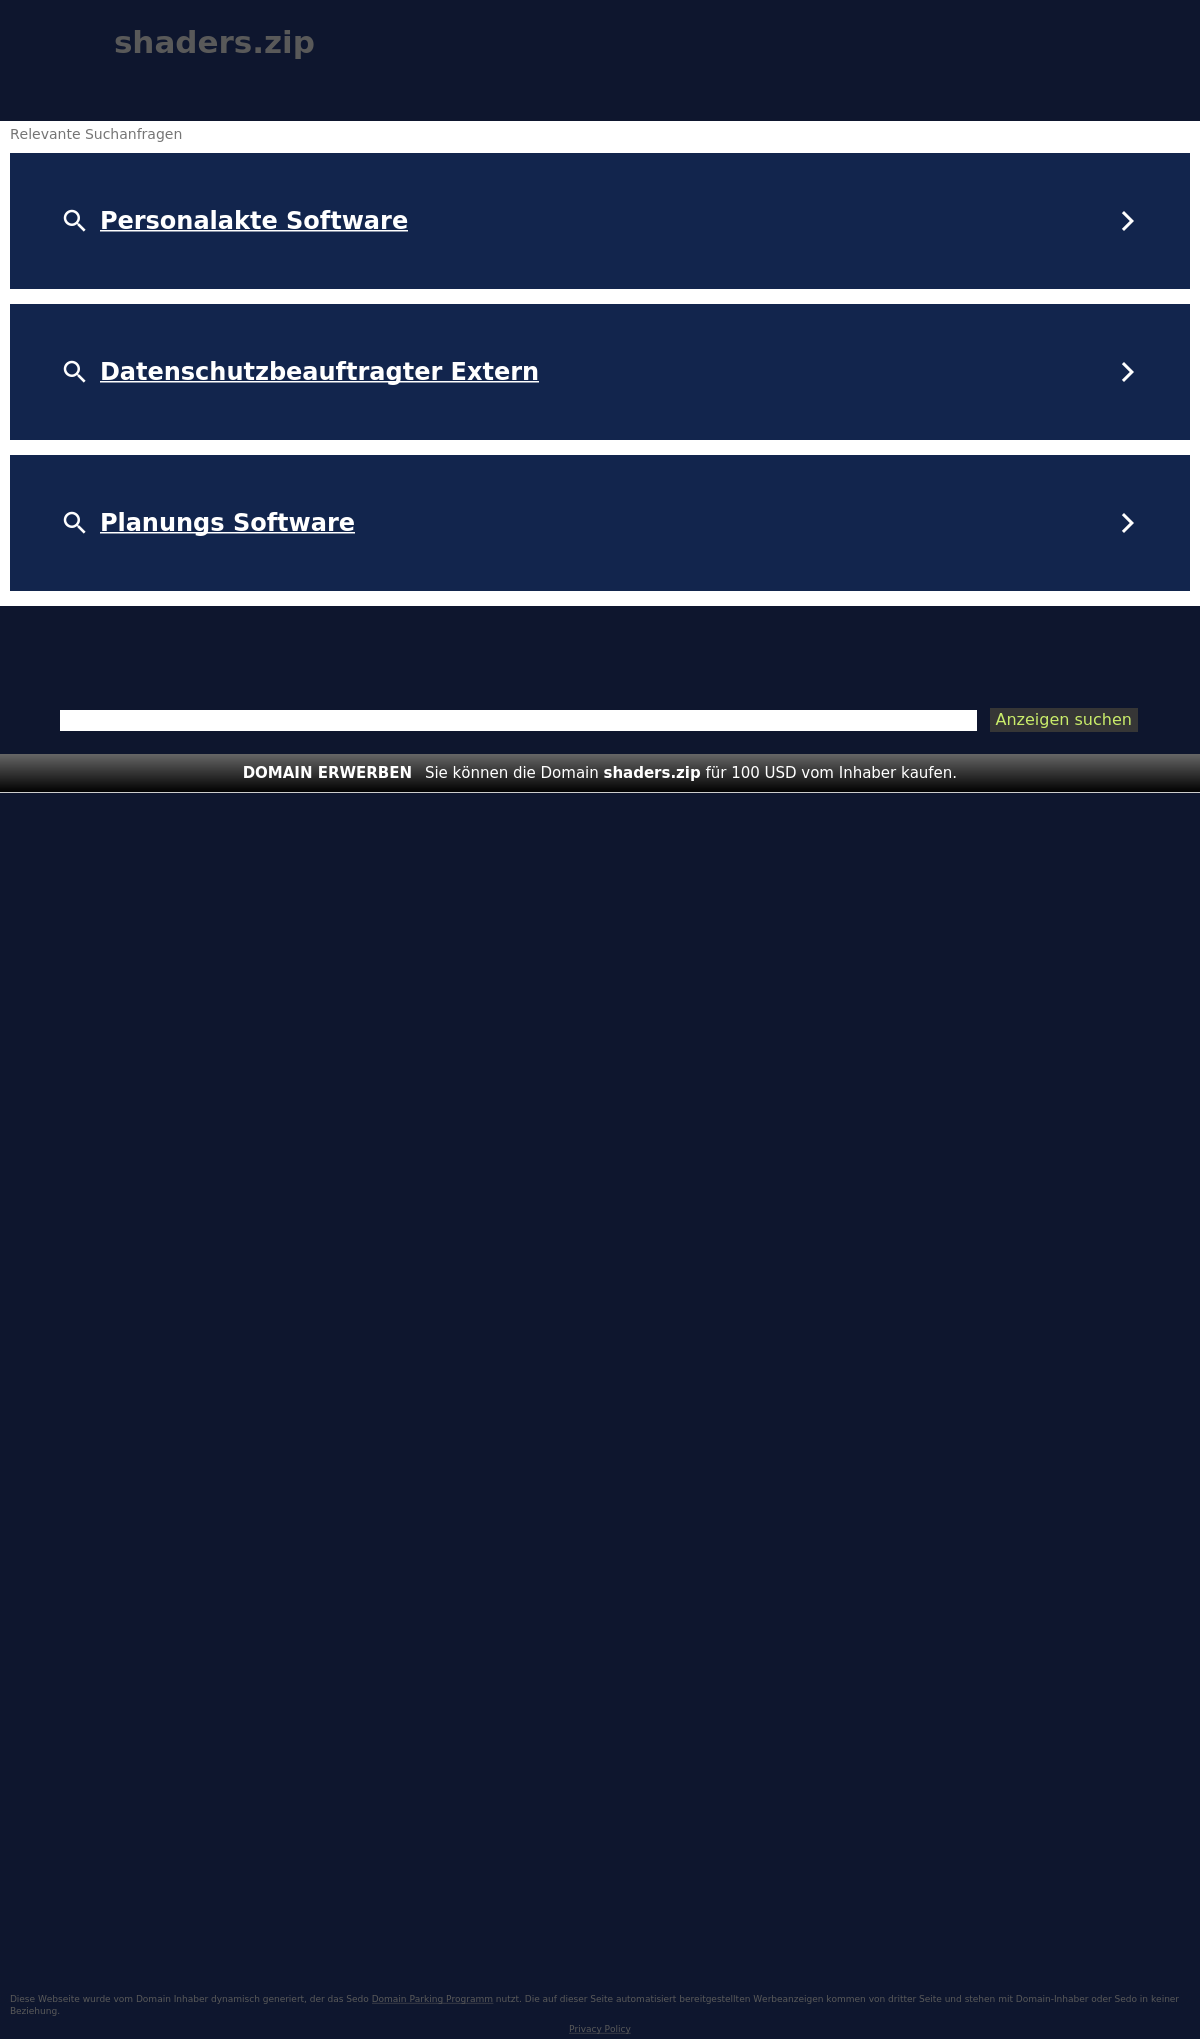 shaders.zip
Relevante Suchanfragen
Personalakte Software
Datenschutzbeauftragter Extern
Planungs Software
Anzeigen suchen
DOMAIN ERWERBEN Sie können die Domain shaders.zip für 100 USD vom Inhaber kaufen.
Diese Webseite wurde vom Domain Inhaber dynamisch generiert, der das Sedo Domain Parking Programm nutzt. Die auf dieser Seite automatisiert bereitgestellten Werbeanzeigen kommen von dritter Seite und stehen mit Domain-Inhaber oder Sedo in keiner
Beziehung.
Privacy Policy